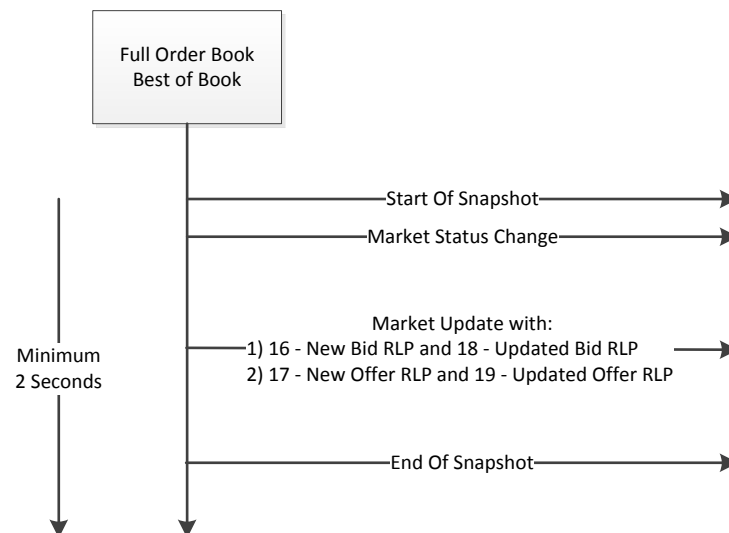 Full Order Book
Best of Book
Start Of Snapshot
Market Status Change
Market Update with:
1) 16 - New Bid RLP and 18 - Updated Bid RLP
2) 17 - New Offer RLP and 19 - Updated Offer RLP
Minimum
2 Seconds
End Of Snapshot